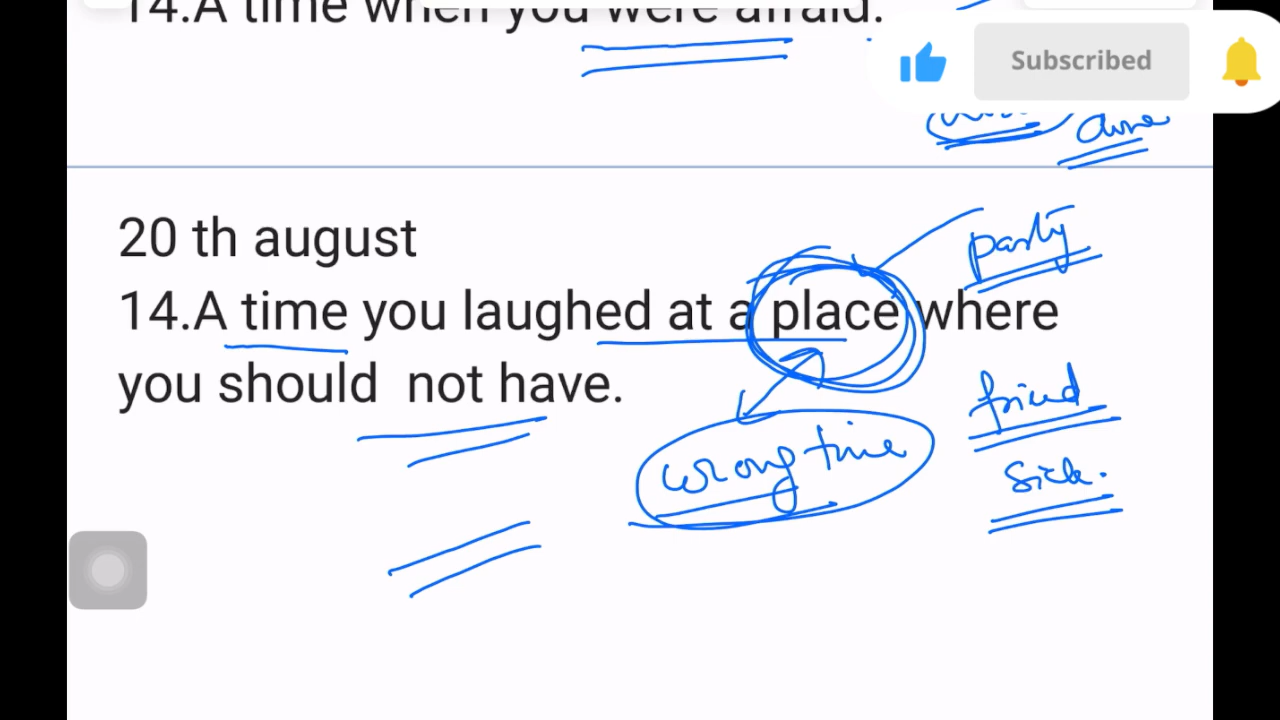 14.A time when you were afraid.
Subscribed
done
20 th august
party
14.A time you laughed at a place where
you should not have.
friend
wrong time
sick.